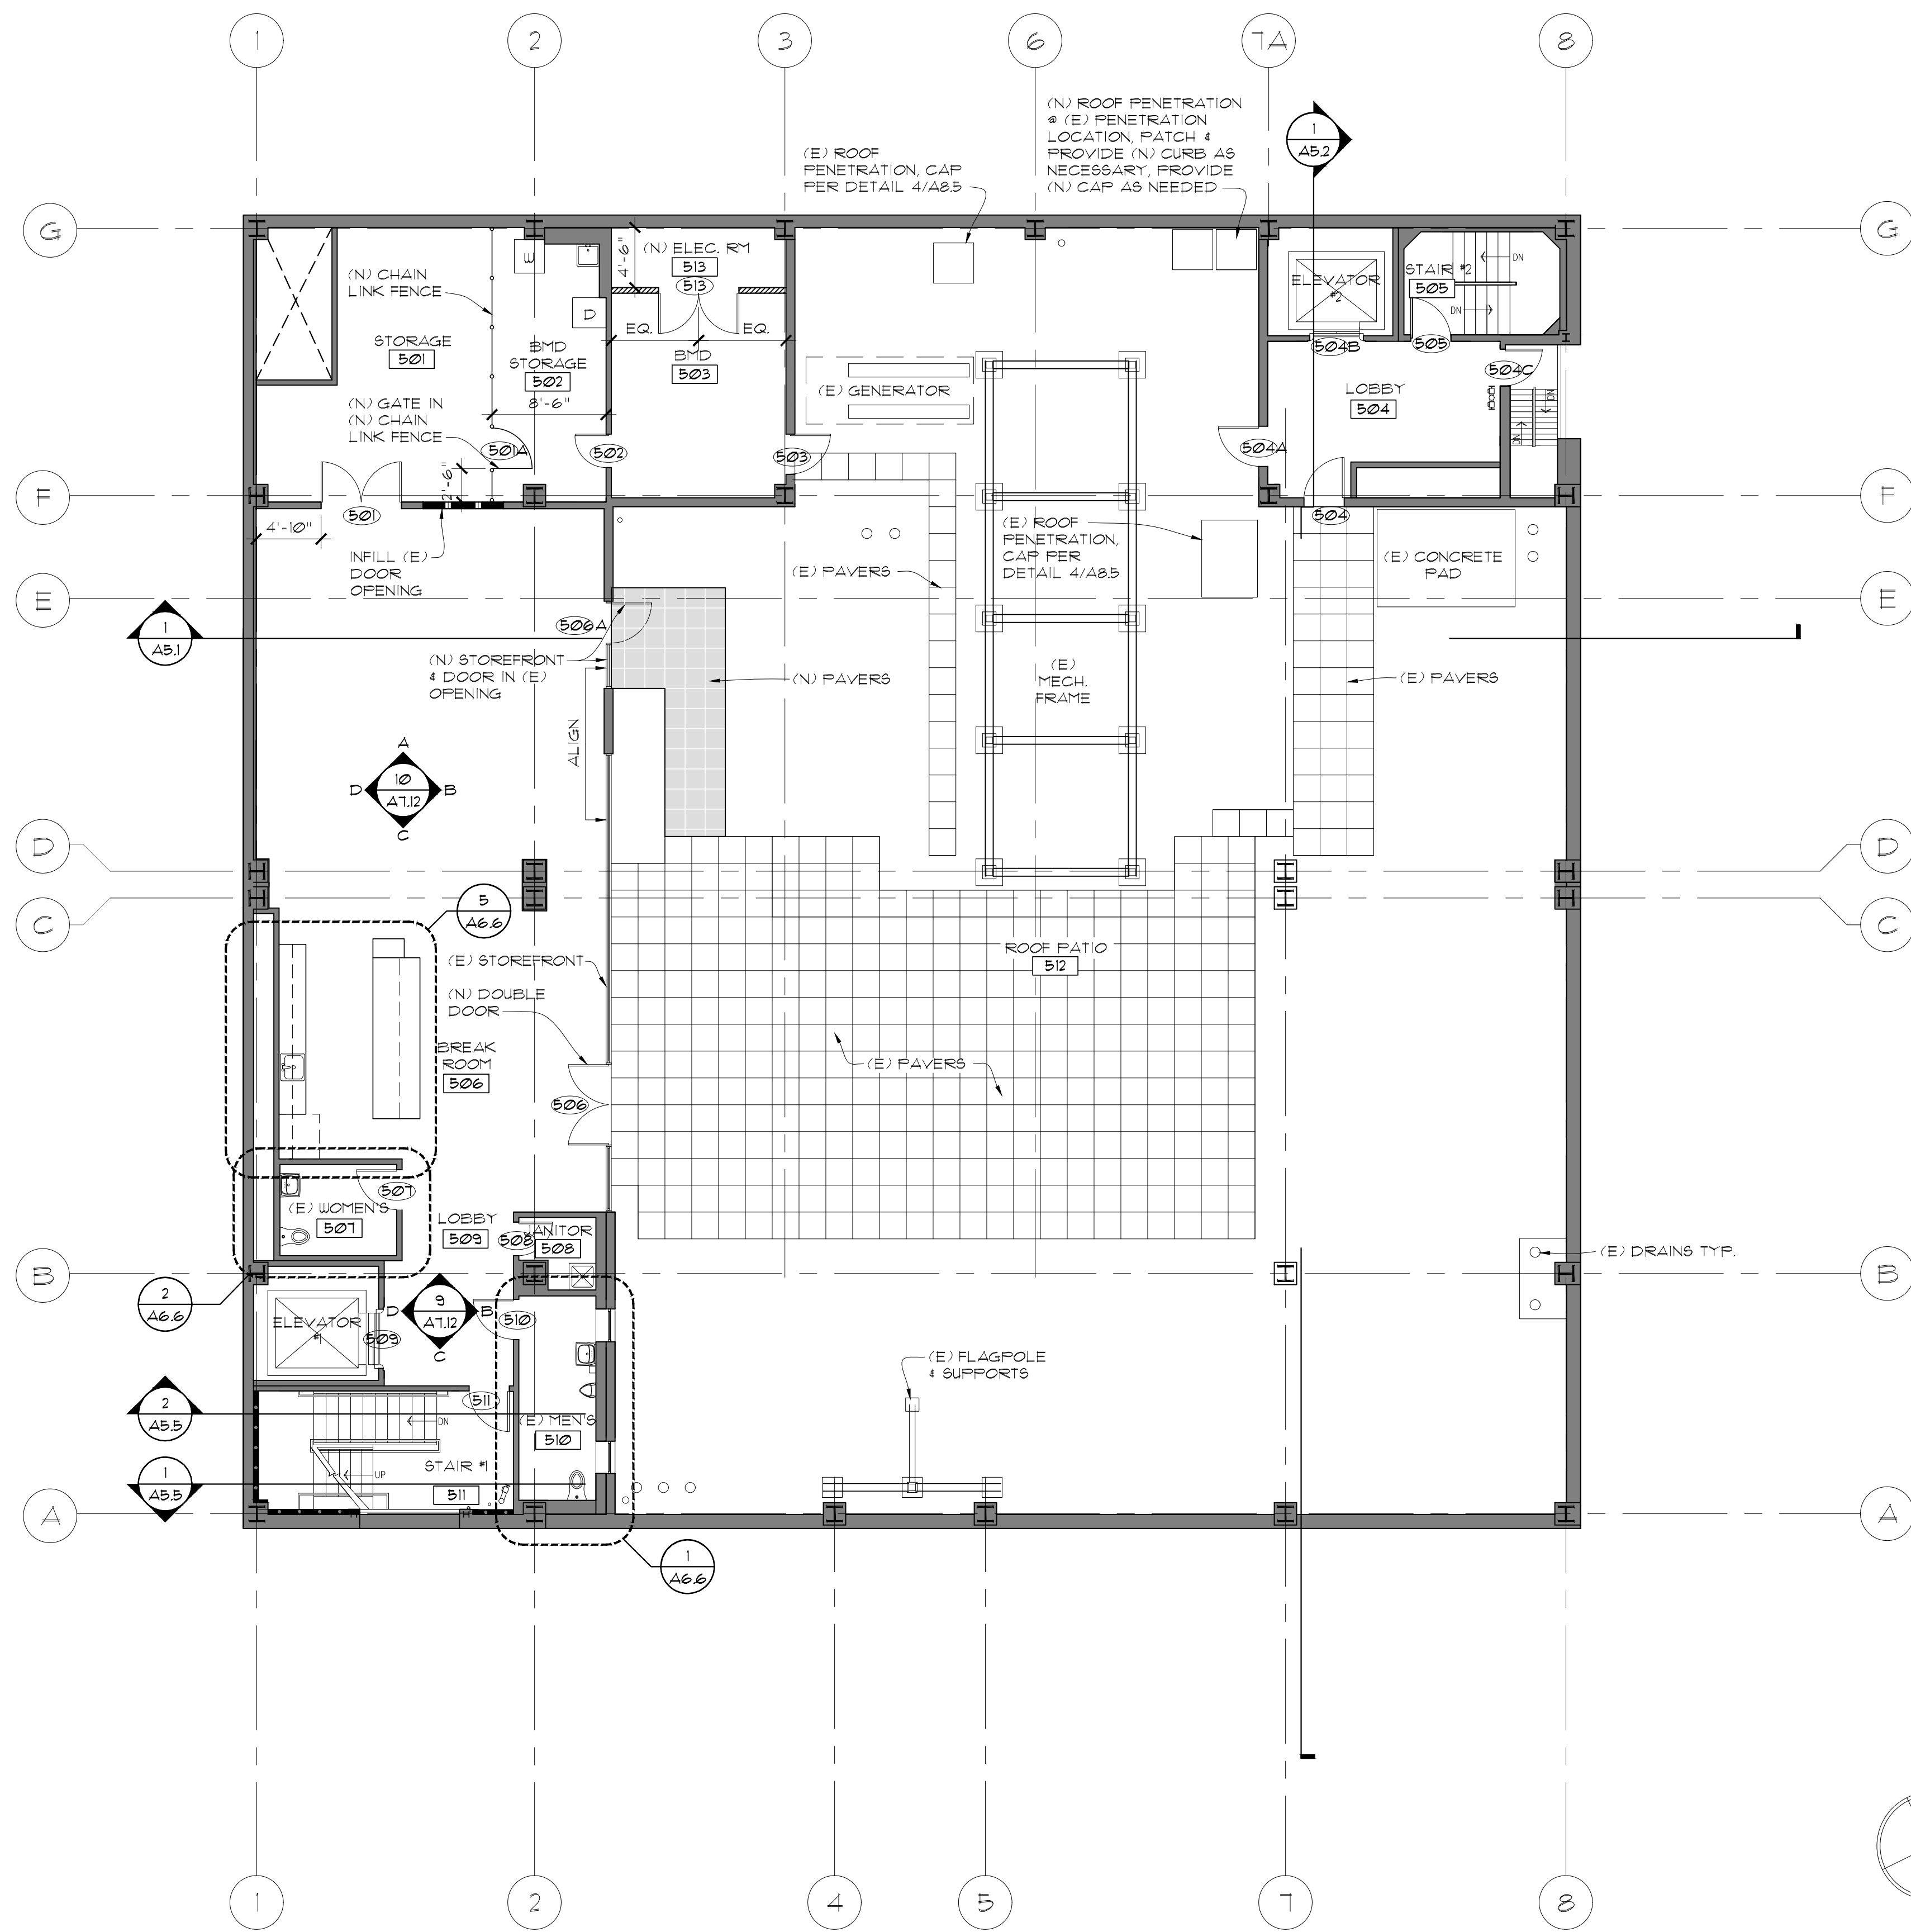 1
2
3
6
7A
8
(N) ROOF PENETRATION
@ (E) PENETRATION
LOCATION, PATCH &
PROVIDE (N) CURB AS
NECESSARY, PROVIDE
(N) CAP AS NEEDED
1
A5.2
(E) ROOF
PENETRATION, CAP
PER DETAIL 4/A8.5
G
G
W
4'-6"
(N) ELEC. RM
513
513
(N) CHAIN
LINK FENCE
D
EQ.
EQ.
ELEVATOR
#2
STAIR #2
505
DN
DN
STORAGE
501
BMD
STORAGE
502
8'-6"
BMD
503
504B
505
504C
LOBBY
504
DN
DN
(E) GENERATOR
(N) GATE IN
(N) CHAIN
LINK FENCE
501A
502
503
504A
2'-6"
F
F
501
504
4'-10"
INFILL (E)
DOOR
OPENING
(E) ROOF
PENETRATION,
CAP PER
DETAIL 4/A8.5
(E) CONCRETE
PAD
(E) PAVERS
E
E
1
A5.1
506A
(N) STOREFRONT
& DOOR IN (E)
OPENING
(N) PAVERS
(E)
MECH.
FRAME
(E) PAVERS
ALIGN
A
D
10
A7.12
B
C
D
D
C
C
5
A6.6
(E) STOREFRONT
ROOF PATIO
512
(N) DOUBLE
DOOR
BREAK
ROOM
506
(E) PAVERS
506
507
(E) WOMEN'S
507
LOBBY
509
508
JANITOR
508
(E) DRAINS TYP.
B
B
2
A6.6
ELEVATOR
#1
509
D
9
A7.12
B
C
510
(E) FLAGPOLE
& SUPPORTS
2
A5.5
511
DN
(E) MEN'S
510
1
A5.5
UP
STAIR #1
511
A
A
1
A6.6
1
2
4
5
7
8